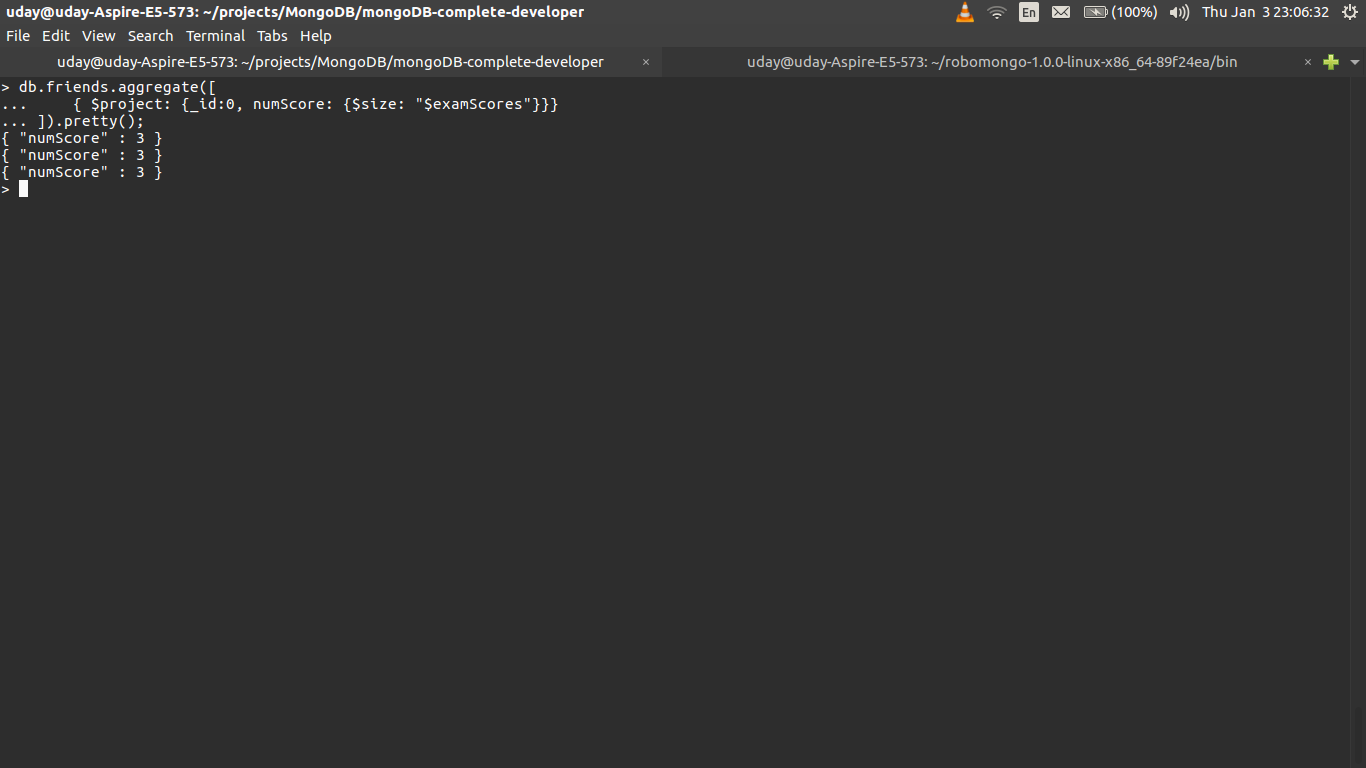 uday@uday-Aspire-E5-573: ~/projects/MongoDB/mongoDB-complete-developer
En
(100%)
Thu Jan 3 23:06:32
File Edit View Search Terminal Tabs Help
uday@uday-Aspire-E5-573: ~/projects/MongoDB/mongoDB-complete-developer ×
uday@uday-Aspire-E5-573: ~/robomongo-1.0.0-linux-x86_64-89f24ea/bin ×
> db.friends.aggregate([
...     { $project: {_id:0, numScore: {$size: "$examScores"}}}
... ]).pretty();
{ "numScore" : 3 }
{ "numScore" : 3 }
{ "numScore" : 3 }
>